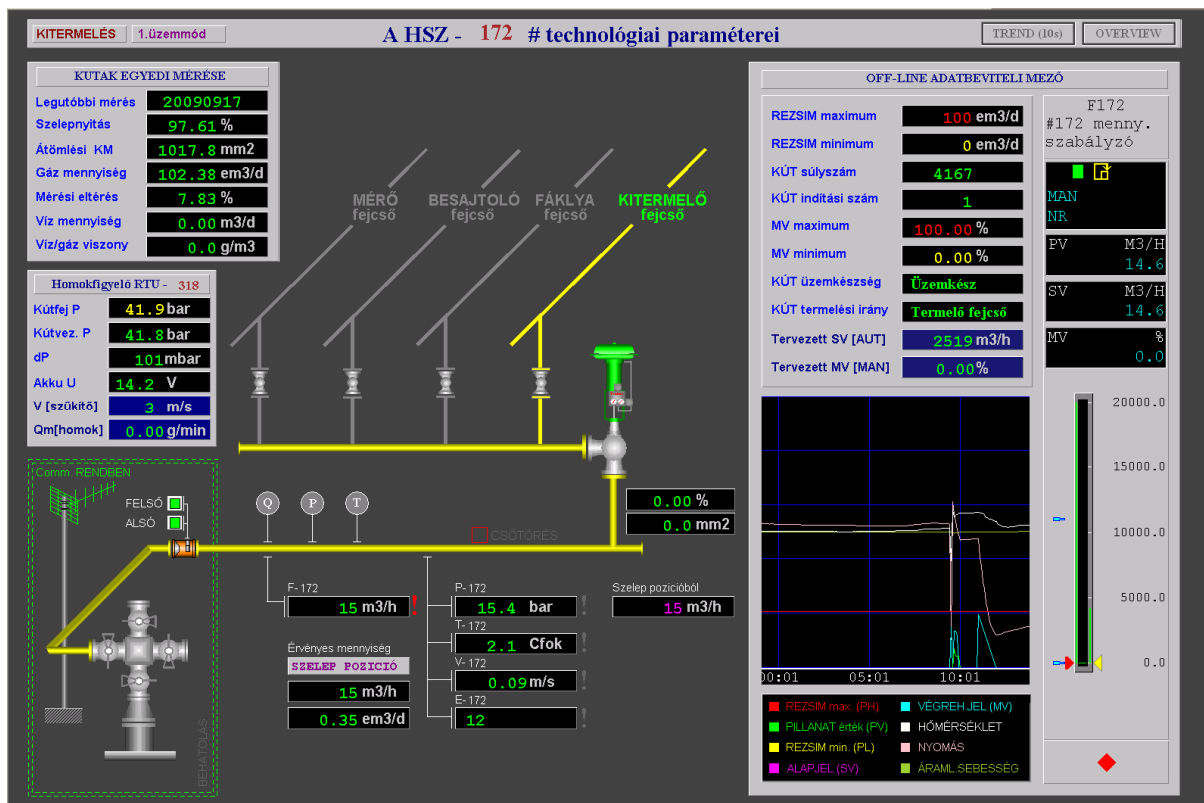 KITERMELÉS 1.üzemmód
A HSZ - 172 # technológiai paraméterei
TREND (10s) OVERVIEW
KUTAK EGYEDI MÉRÉSE
Legutóbbi mérés 20090917
Szelepnyitás 97.61 %
Átömlési KM 1017.8 mm2
Gáz mennyiség 102.38 em3/d
Mérési eltérés 7.83 %
Víz mennyiség 0.00 m3/d
Víz/gáz viszony 0.0 g/m3
Homokfigyelő RTU - 318
Kútfej P 41.9 bar
Kútvez. P 41.8 bar
dP 101 mbar
Akku U 14.2 V
V [szűkítő] 3 m/s
Qm[homok] 0.00 g/min
Comm. RENDBEN
FELSŐ
ALSÓ
BEHATOLÁS
MÉRŐ fejcső
BESAJTOLÓ fejcső
FÁKLYA fejcső
KITERMELŐ fejcső
Q P T
CSŐTÖRÉS
0.00 %
0.0 mm2
F- 172
15 m3/h !
Érvényes mennyiség
SZELEP POZICIÓ
15 m3/h
0.35 em3/d
P- 172
15.4 bar !
T- 172
2.1 Cfok !
V- 172
0.09 m/s !
E- 172
12 !
Szelep pozicióból
15 m3/h
OFF-LINE ADATBEVITELI MEZŐ
REZSIM maximum 100 em3/d
REZSIM minimum 0 em3/d
KÚT súlyszám 4167
KÚT indítási szám 1
MV maximum 100.00 %
MV minimum 0.00 %
KÚT üzemkészség Üzemkész
KÚT termelési irány Termelő fejcső
Tervezett SV [AUT] 2519 m3/h
Tervezett MV [MAN] 0.00 %
F172
#172 menny.
szabályzó
MAN
NR
PV M3/H
14.6
SV M3/H
14.6
MV %
0.0
20000.0
15000.0
10000.0
5000.0
0.0
00:01 05:01 10:01
REZSIM max. (PH) VÉGREH.JEL (MV)
PILLANAT érték (PV) HŐMÉRSÉKLET
REZSIM min. (PL) NYOMÁS
ALAPJEL (SV) ÁRAML.SEBESSÉG